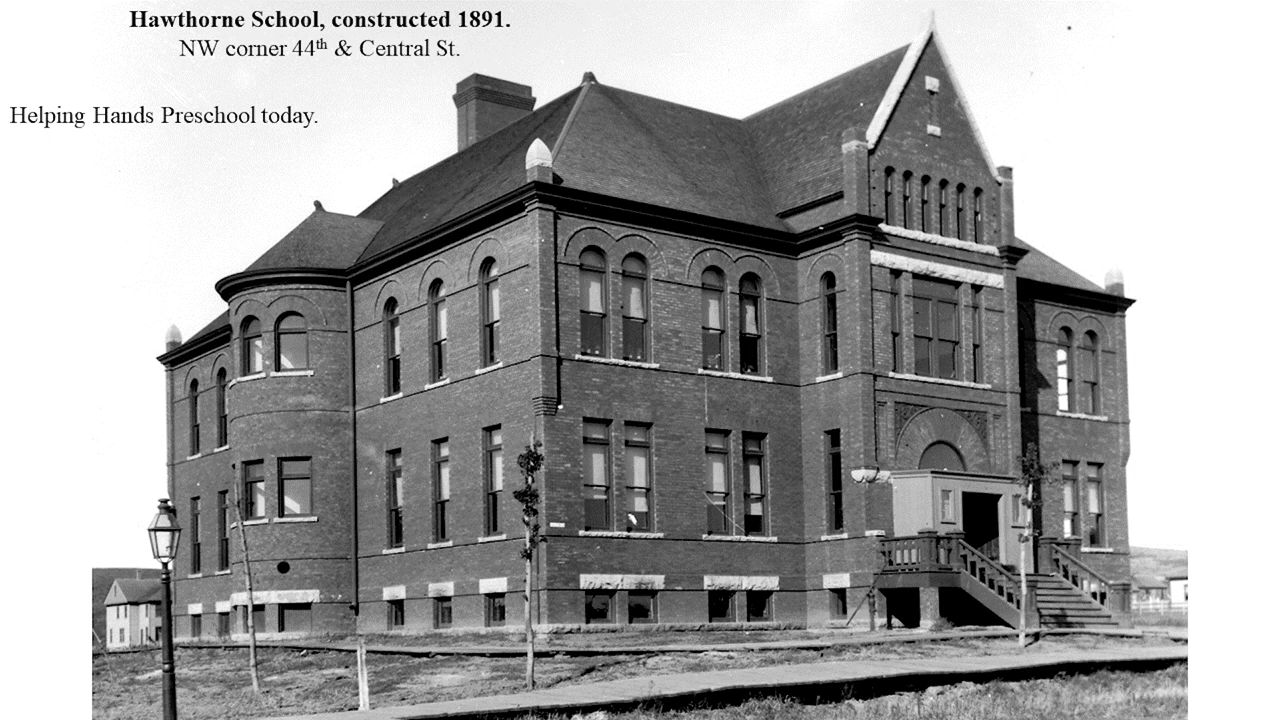 Hawthorne School, constructed 1891.
NW corner 44th & Central St.
Helping Hands Preschool today.